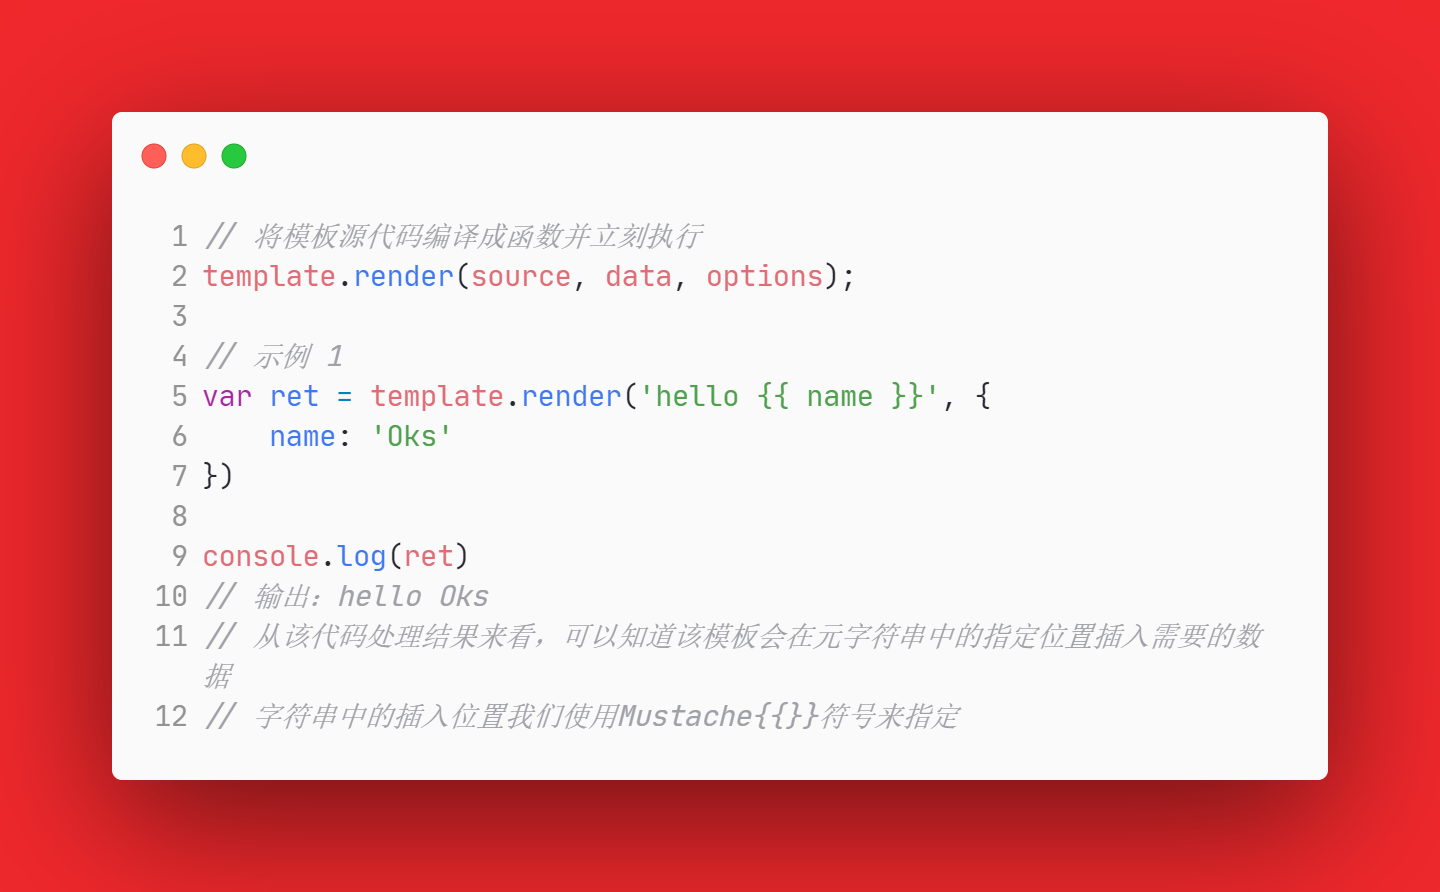 1 // 将模板源代码编译成函数并立刻执行
2 template.render(source, data, options);
3
4 // 示例 1
5 var ret = template.render('hello {{ name }}', {
6     name: 'Oks'
7 })
8
9 console.log(ret)
10 // 输出：hello Oks
11 // 从该代码处理结果来看，可以知道该模板会在元字符串中的指定位置插入需要的数
据
12 // 字符串中的插入位置我们使用Mustache{{}}符号来指定